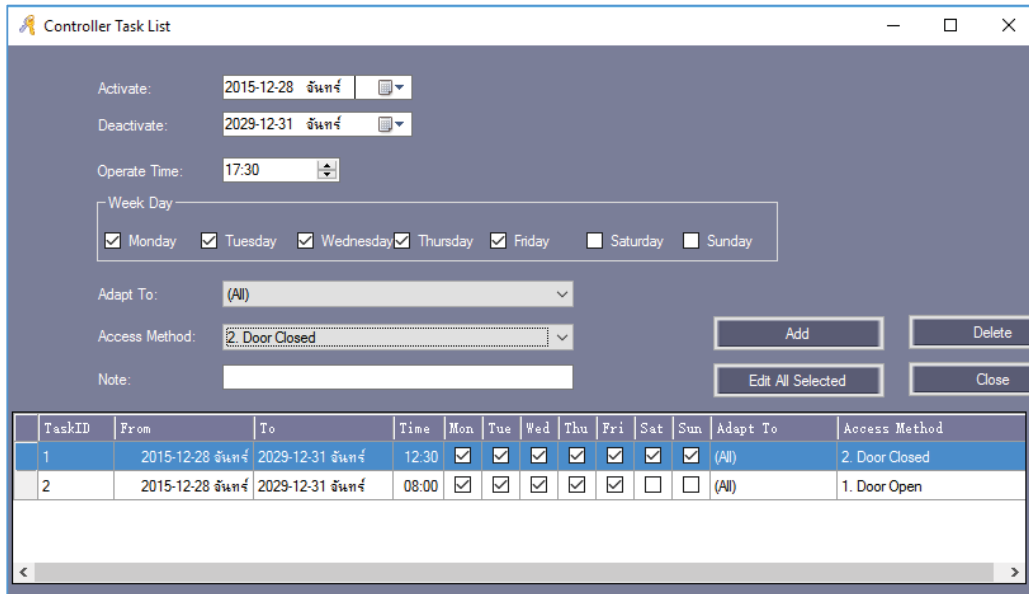 Controller Task List
Activate: 2015-12-28 จันทร์
Deactivate: 2029-12-31 จันทร์
Operate Time: 17:30
Week Day
Monday Tuesday Wednesday Thursday Friday Saturday Sunday
Adapt To: (All)
Access Method: 2. Door Closed Add Delete
Note: Edit All Selected Close
TaskID From To Time Mon Tue Wed Thu Fri Sat Sun Adapt To Access Method
1 2015-12-28 จันทร์ 2029-12-31 จันทร์ 12:30 (All) 2. Door Closed
2 2015-12-28 จันทร์ 2029-12-31 จันทร์ 08:00 (All) 1. Door Open